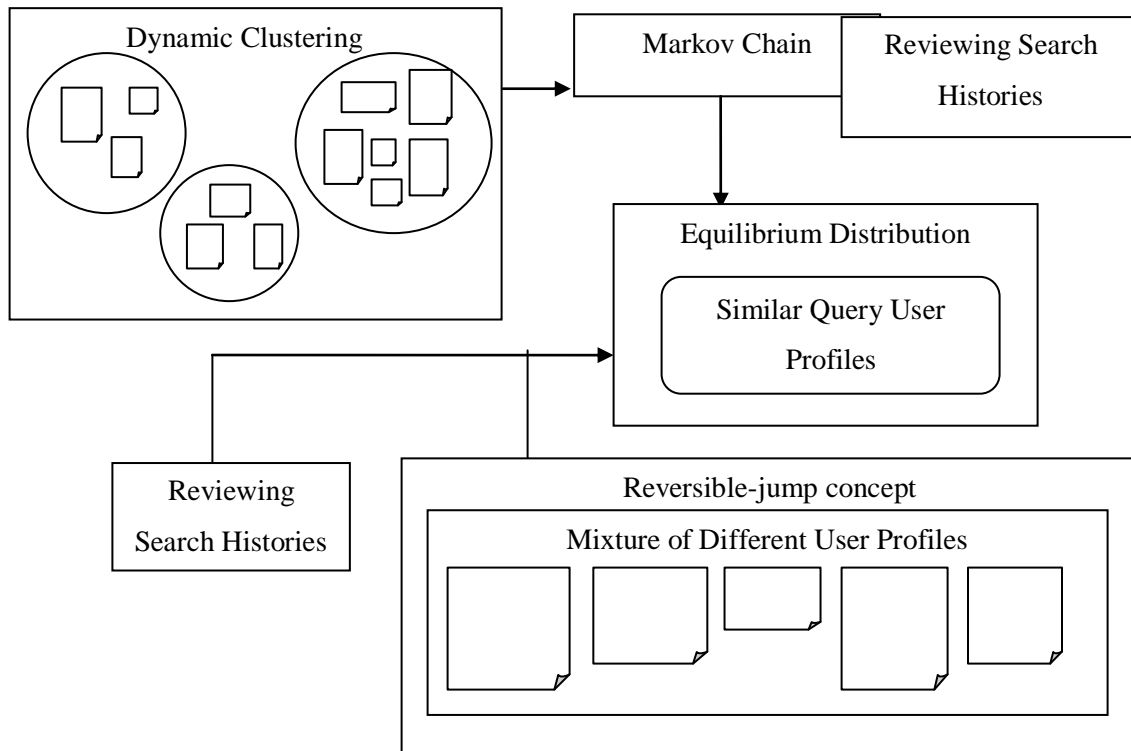 Dynamic Clustering
Markov Chain
Reviewing Search
Histories
Equilibrium Distribution
Similar Query User
Profiles
Reviewing
Search Histories
Reversible-jump concept
Mixture of Different User Profiles